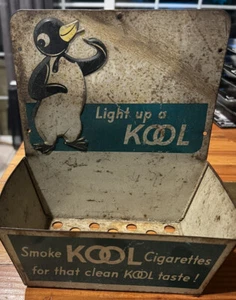 Light up a
KOOL
Smoke KOOL Cigarettes
for that clean KOOL taste!